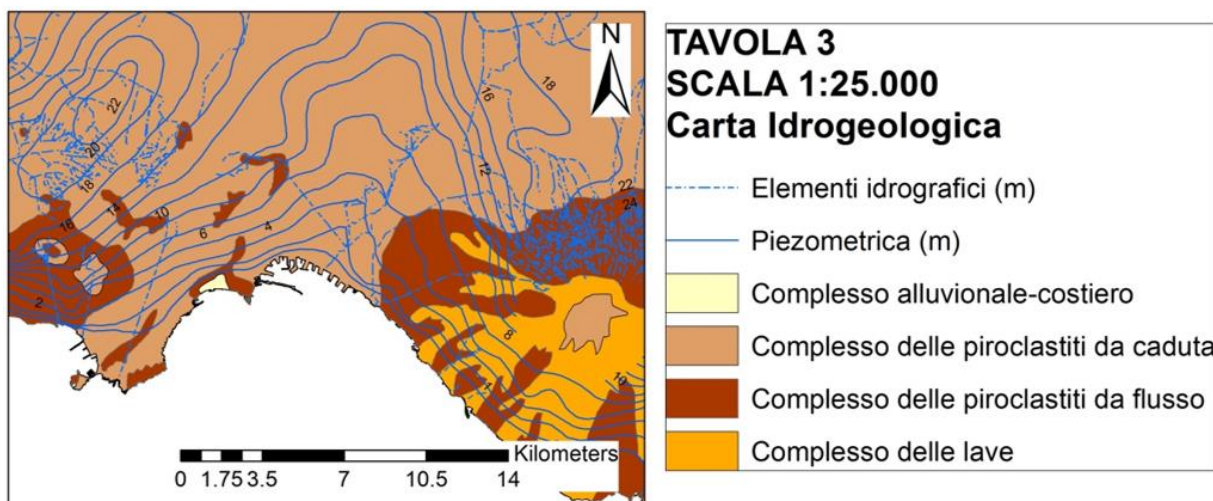 N
22
20
18
14
10
16
6
4
2
18
16
12
22
24
8
10
Kilometers
0 1.75 3.5 7 10.5 14
TAVOLA 3
SCALA 1:25.000
Carta Idrogeologica
Elementi idrografici (m)
Piezometrica (m)
Complesso alluvionale-costiero
Complesso delle piroclastiti da caduta
Complesso delle piroclastiti da flusso
Complesso delle lave